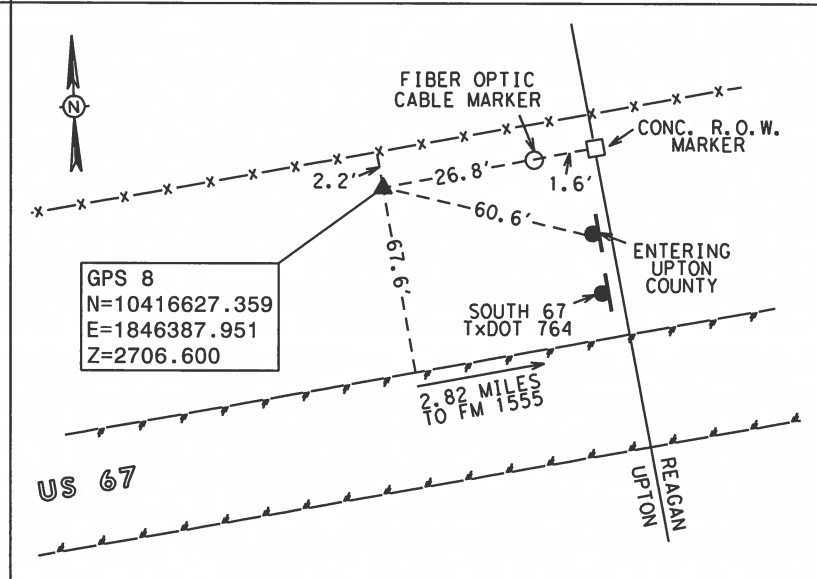 N
FIBER OPTIC
CABLE MARKER
CONC. R.O.W.
MARKER
2.2'
26.8'
1.6'
60.6'
67.6'
ENTERING
UPTON
COUNTY
GPS 8
N=10416627.359
E=1846387.951
Z=2706.600
SOUTH 67
TxDOT 764
2.82 MILES
TO FM 1555
US 67
UPTON
REAGAN